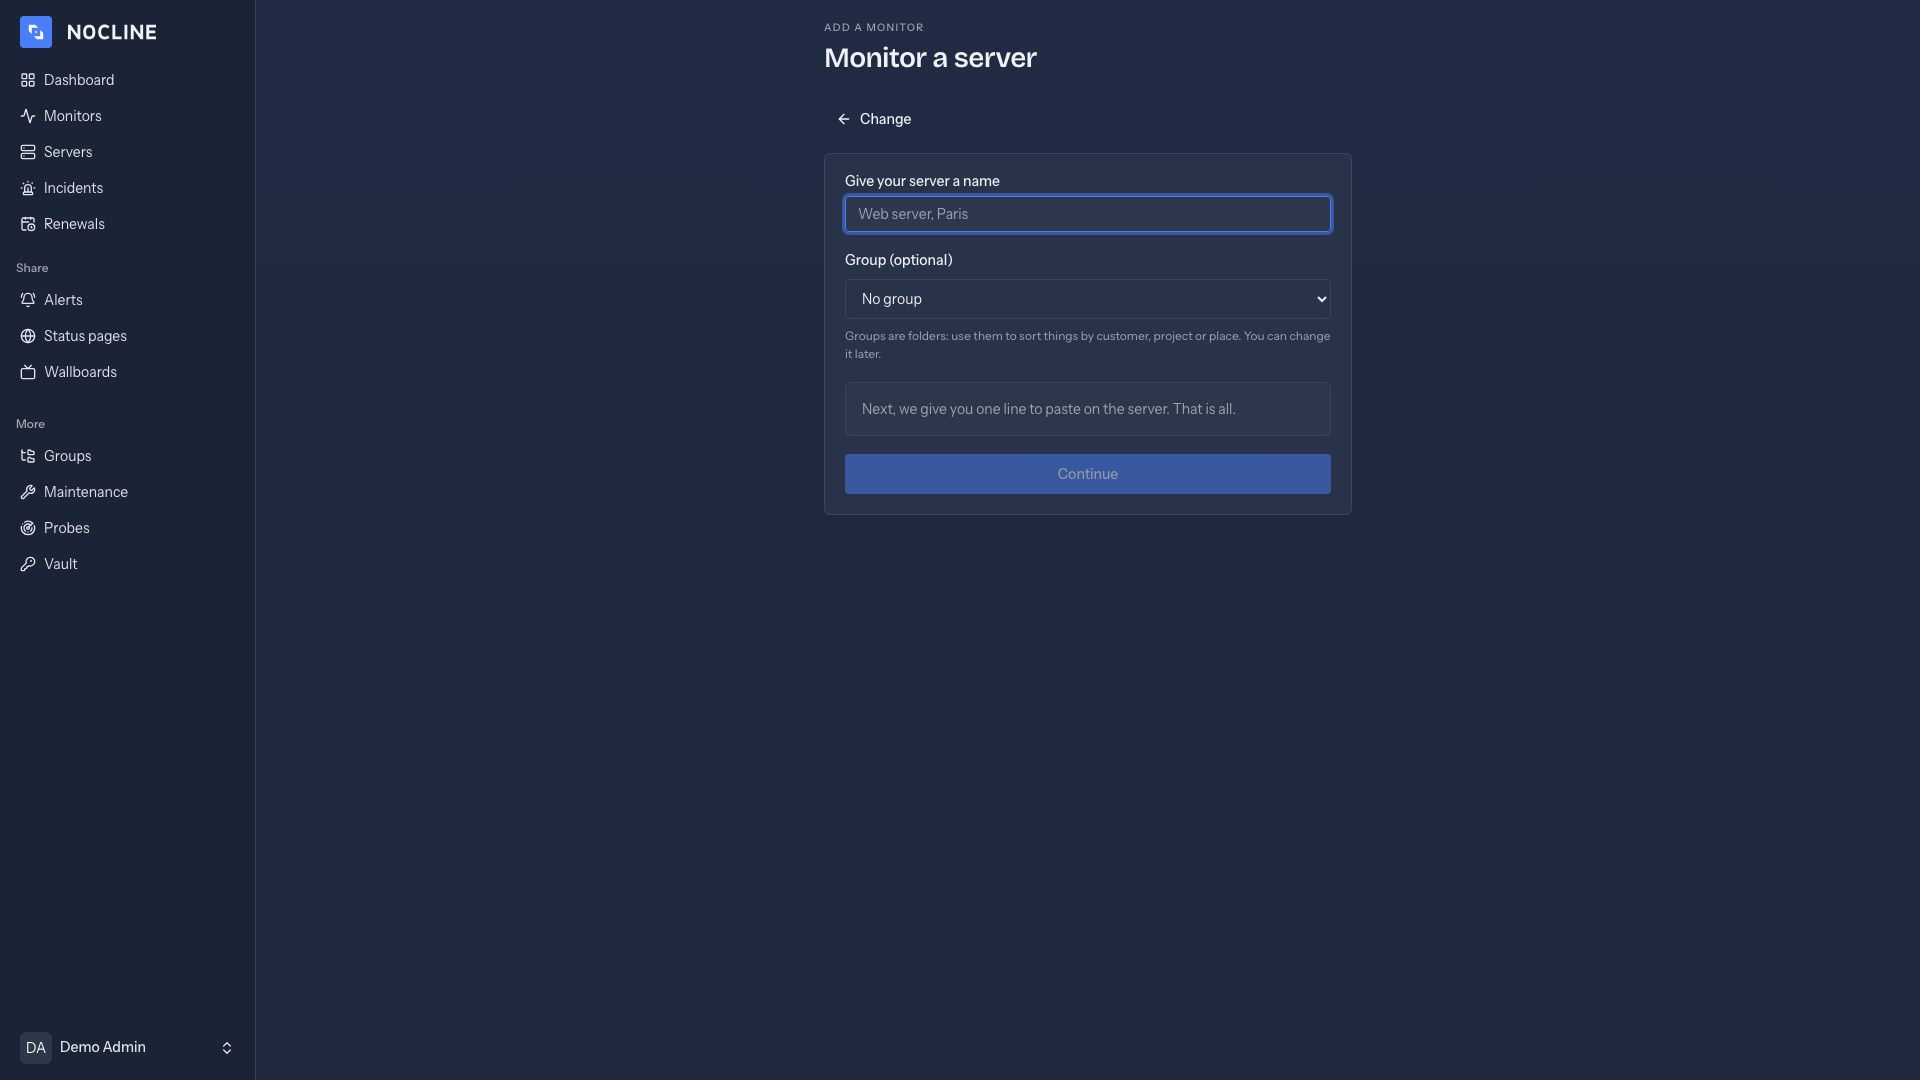 NOCLINE
Dashboard
Monitors
Servers
Incidents
Renewals
Share
Alerts
Status pages
Wallboards
More
Groups
Maintenance
Probes
Vault
DA Demo Admin
ADD A MONITOR
Monitor a server
Change
Give your server a name
Web server, Paris
Group (optional)
No group
Groups are folders: use them to sort things by customer, project or place. You can change
it later.
Next, we give you one line to paste on the server. That is all.
Continue